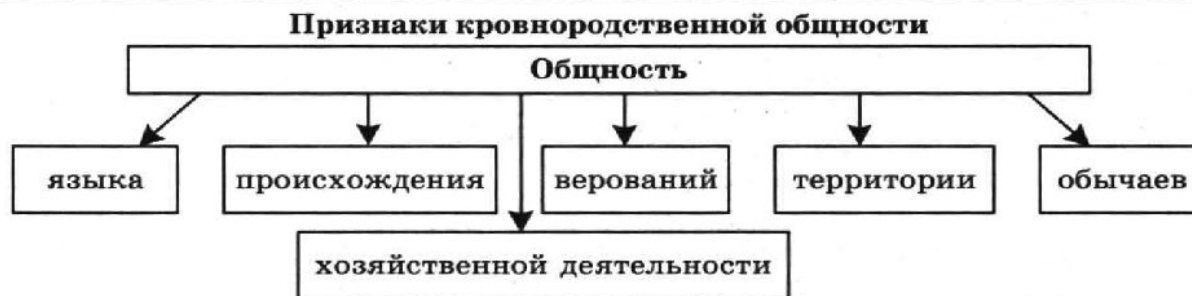 Признаки кровнородственной общности
Общность
языка
происхождения
верований
территории
обычаев
хозяйственной деятельности